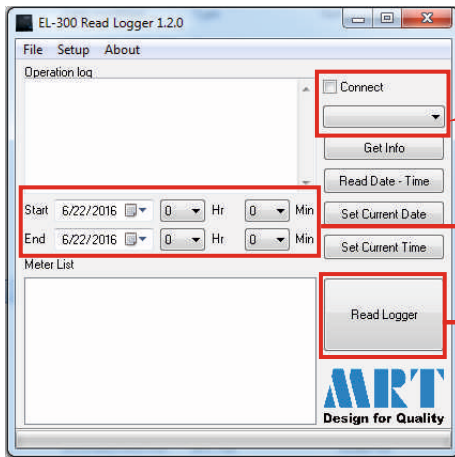 EL-300 Read Logger 1.2.0
File Setup About
Operation log
Connect
Get Info
Read Date - Time
Start 6/22/2016 0 Hr 0 Min
Set Current Date
End 6/22/2016 0 Hr 0 Min
Set Current Time
Meter List
Read Logger
MRT
Design for Quality